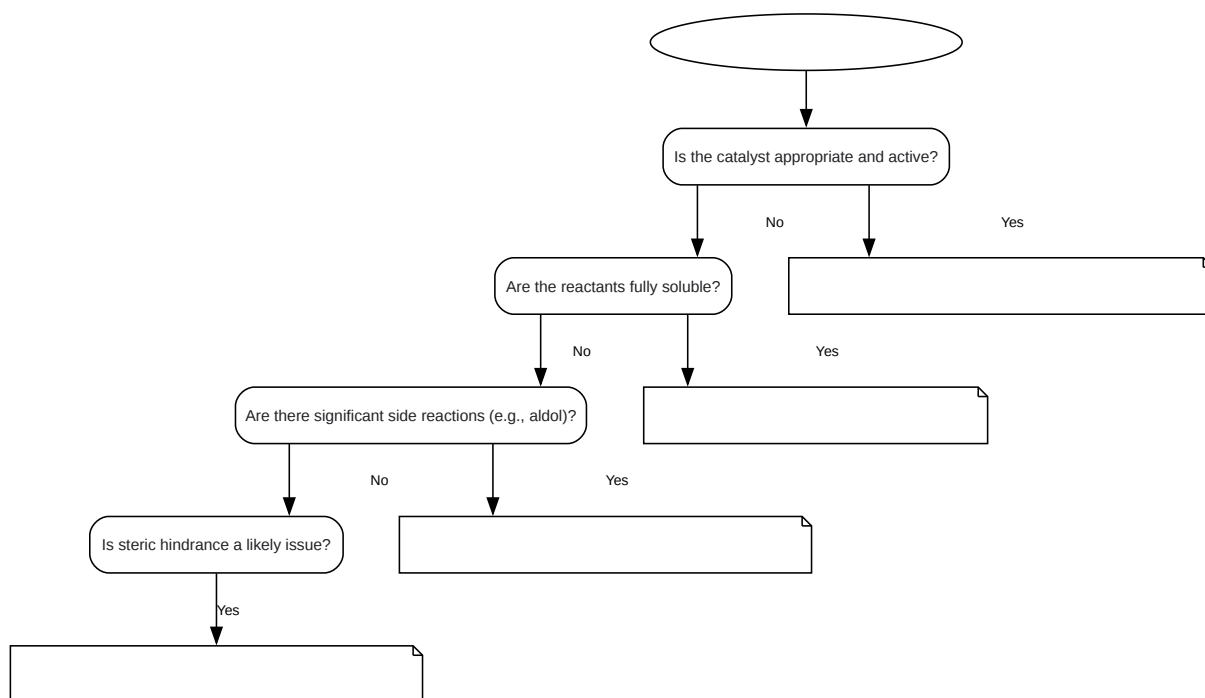 Is the catalyst appropriate and active?
No
Yes
Are the reactants fully soluble?
No
Yes
Are there significant side reactions (e.g., aldol)?
No
Yes
Is steric hindrance a likely issue?
Yes